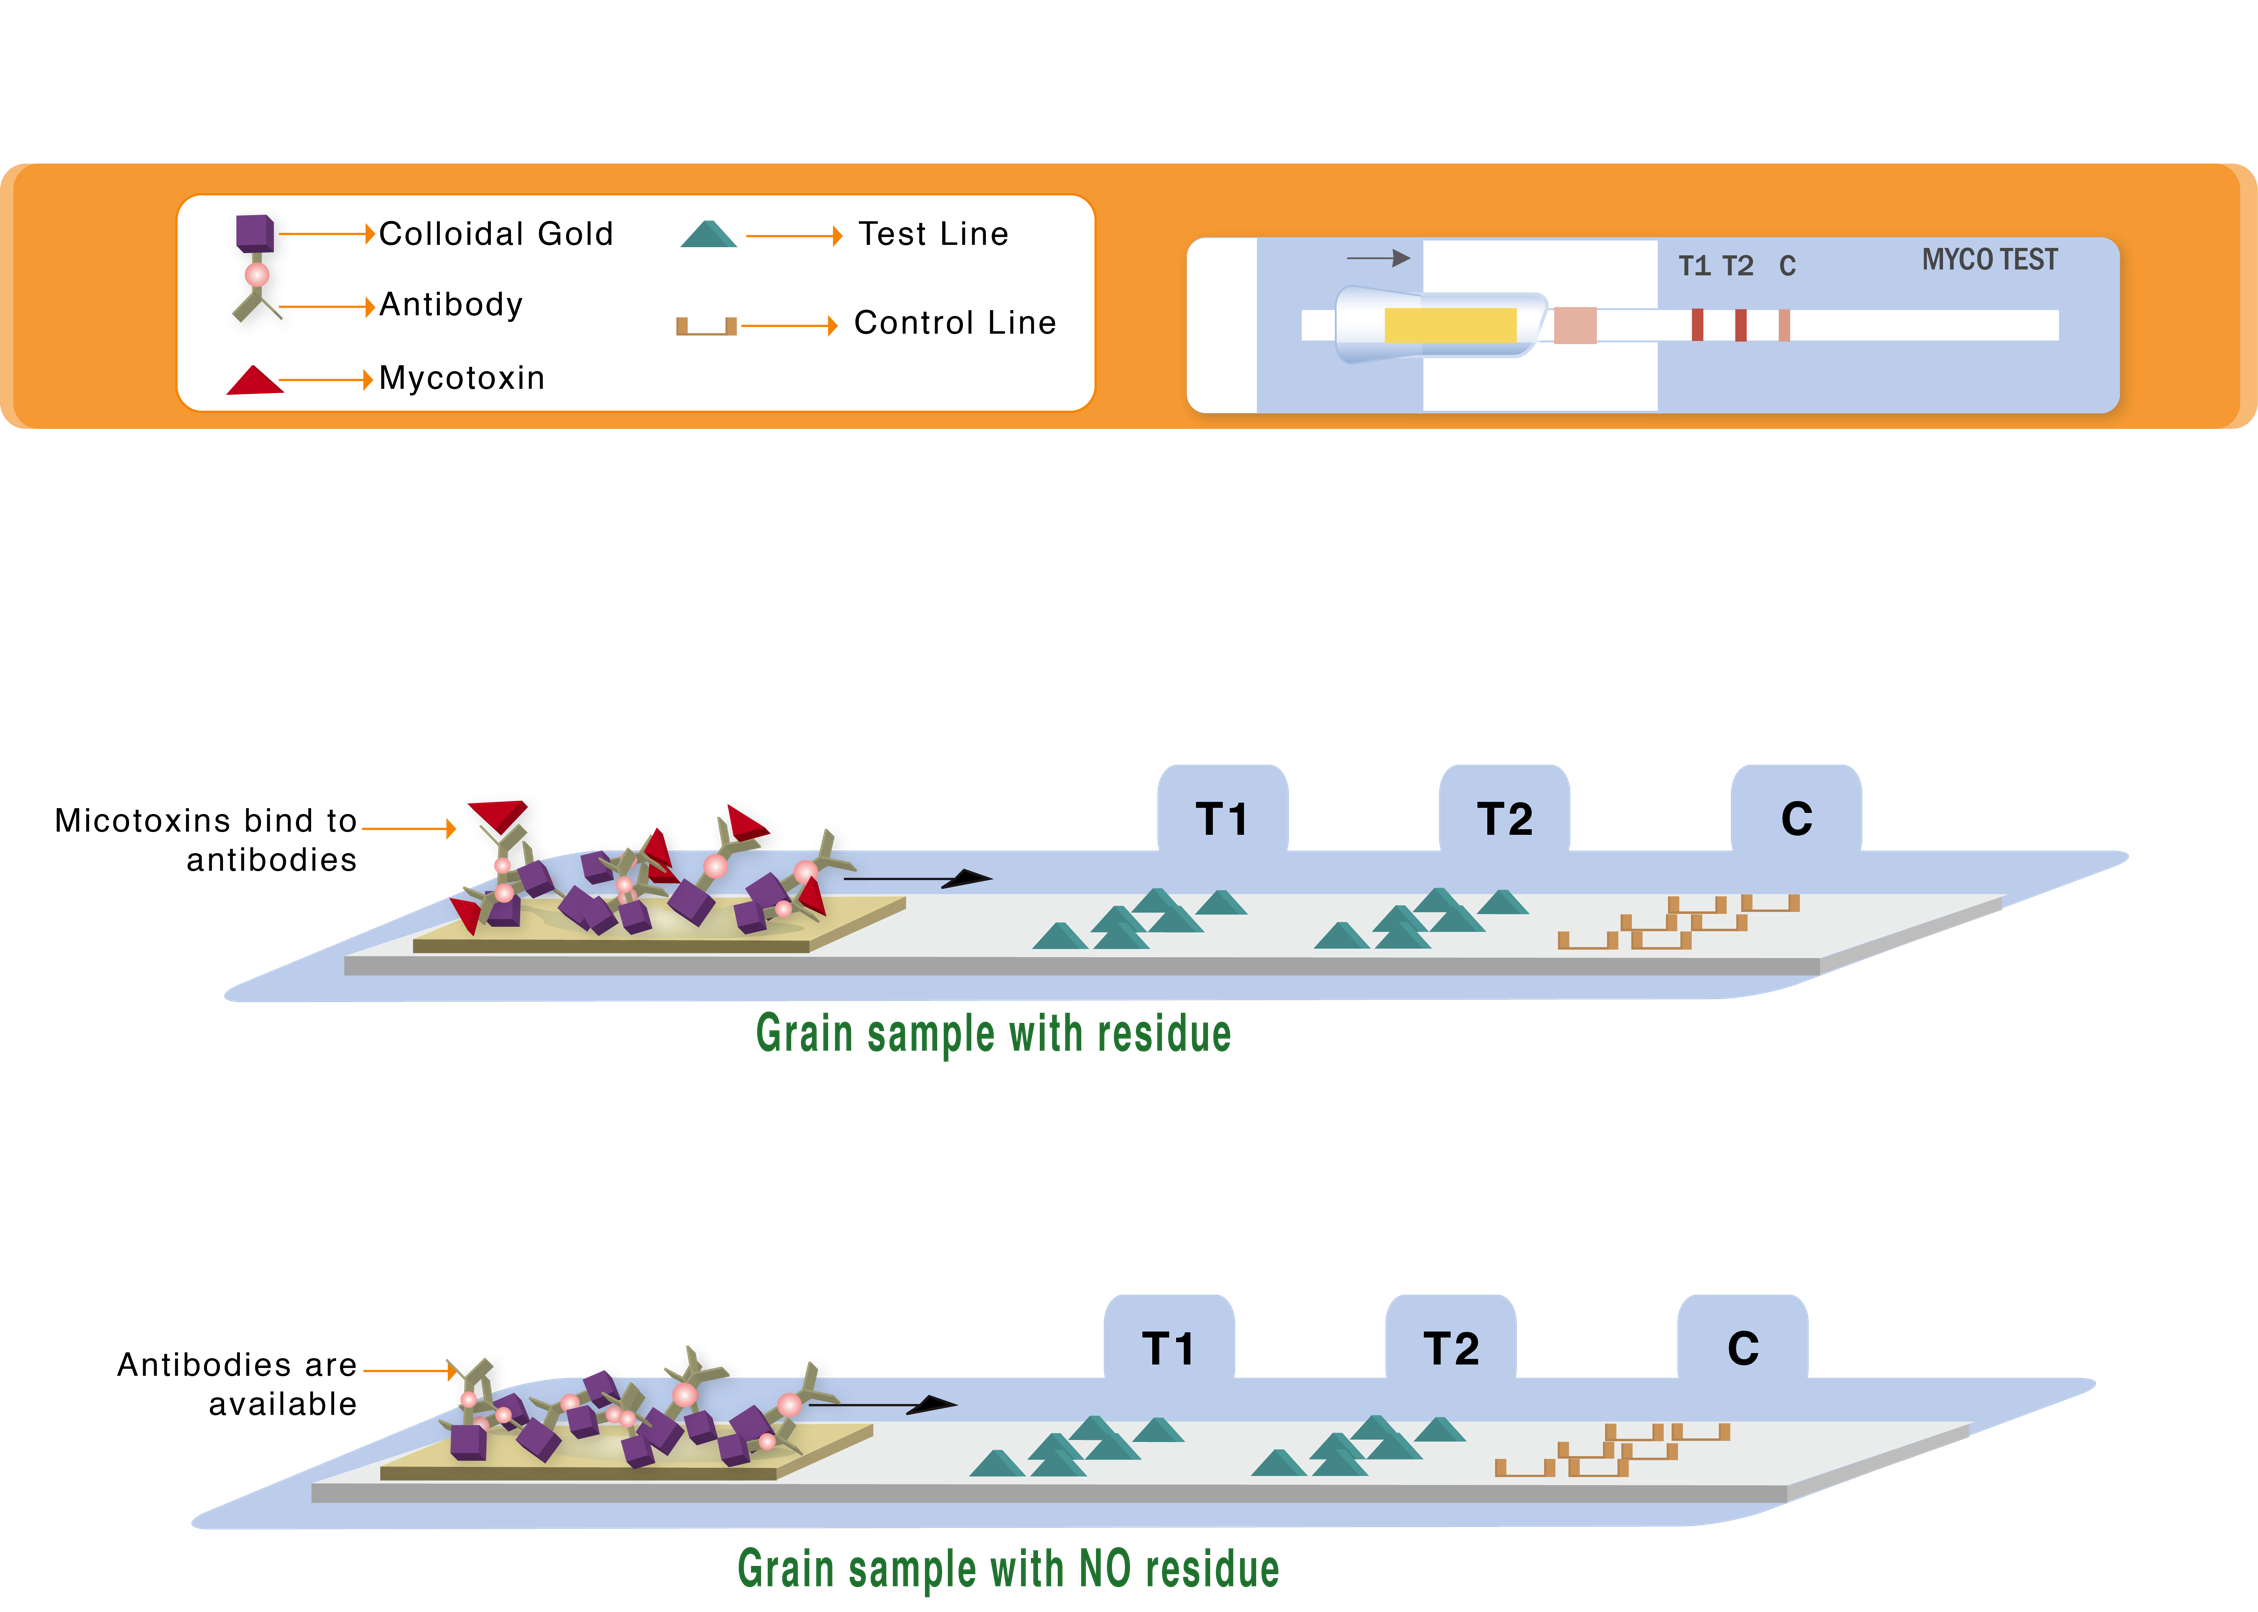 Colloidal Gold
Test Line
Antibody
Control Line
Mycotoxin
T1 T2 C
MYCO TEST
Micotoxins bind to
antibodies
T1
T2
C
Grain sample with residue
Antibodies are
available
T1
T2
C
Grain sample with NO residue